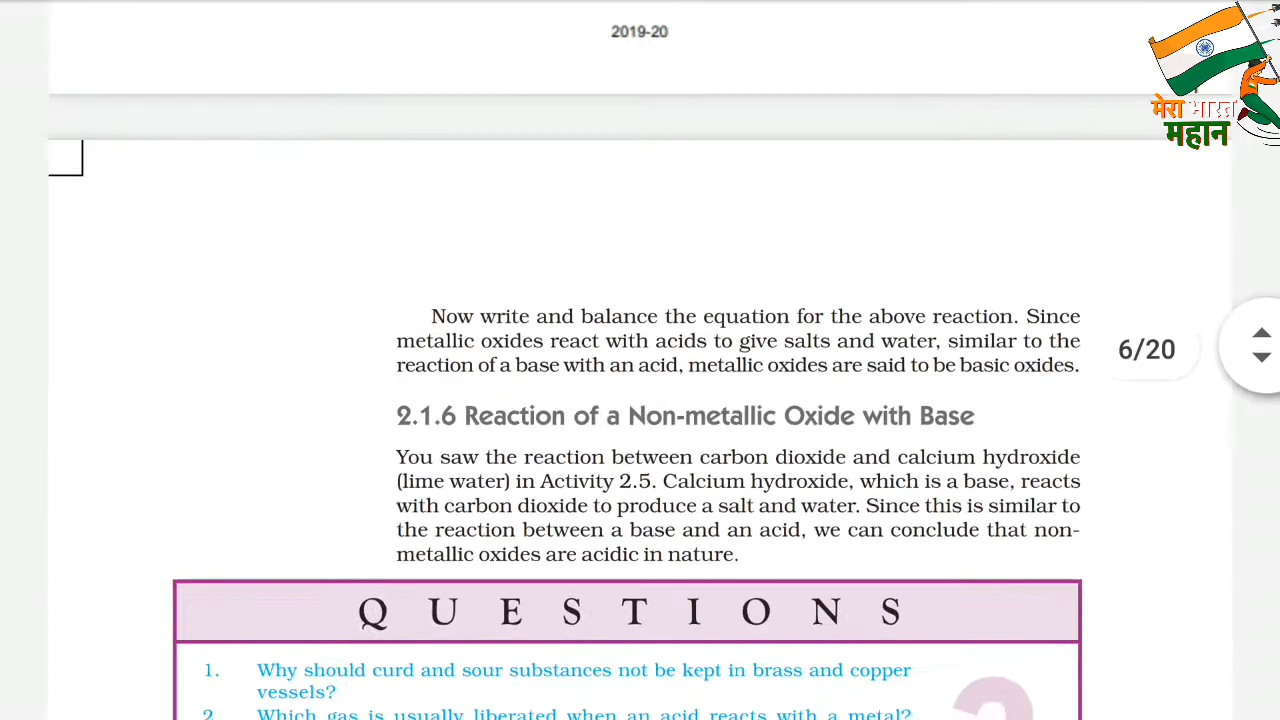 2019-20
मेरा भारत
महान
Now write and balance the equation for the above reaction. Since
metallic oxides react with acids to give salts and water, similar to the
reaction of a base with an acid, metallic oxides are said to be basic oxides.
6/20
2.1.6 Reaction of a Non-metallic Oxide with Base
You saw the reaction between carbon dioxide and calcium hydroxide
(lime water) in Activity 2.5. Calcium hydroxide, which is a base, reacts
with carbon dioxide to produce a salt and water. Since this is similar to
the reaction between a base and an acid, we can conclude that non-
metallic oxides are acidic in nature.
QUESTIONS
1. Why should curd and sour substances not be kept in brass and copper
vessels?
2. Which gas is usually liberated when an acid reacts with a metal?